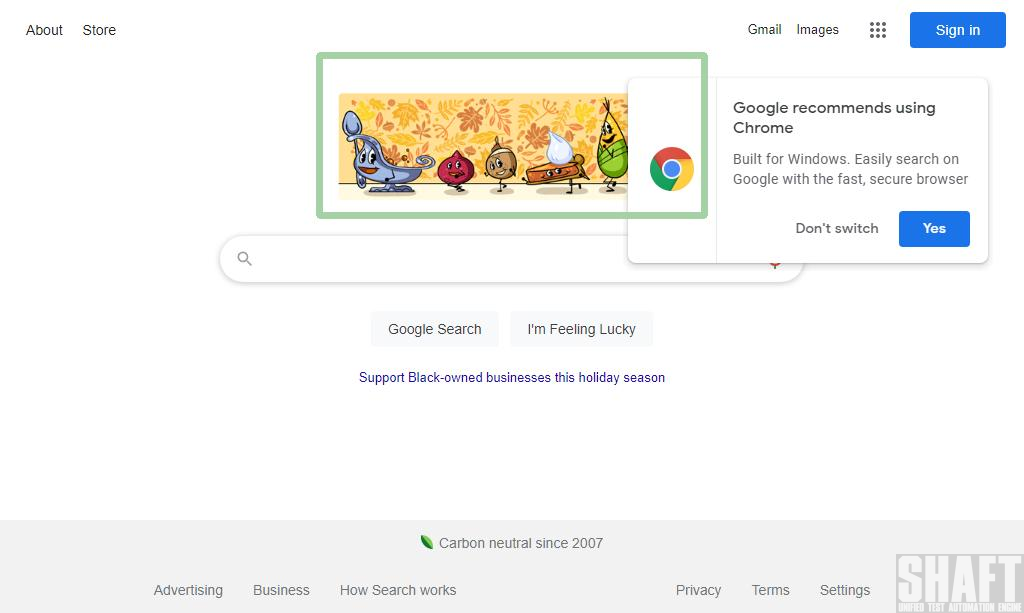 About Store Gmail Images Sign in
Google recommends using
Chrome
Built for Windows. Easily search on
Google with the fast, secure browser
Don't switch Yes
Google Search I'm Feeling Lucky
Support Black-owned businesses this holiday season
Carbon neutral since 2007
Advertising Business How Search works Privacy Terms Settings
SHAFT
UNIFIED TEST AUTOMATION ENGINE